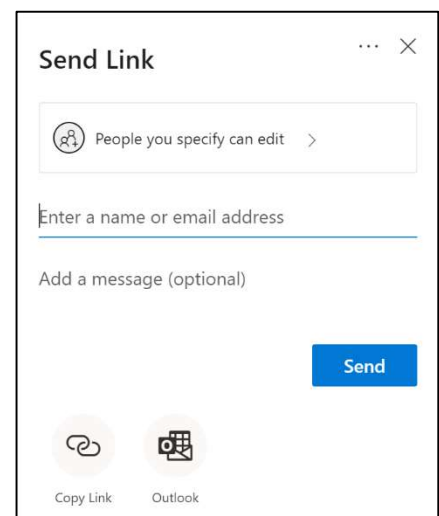 Send Link
People you specify can edit
Enter a name or email address
Add a message (optional)
Send
Copy Link Outlook